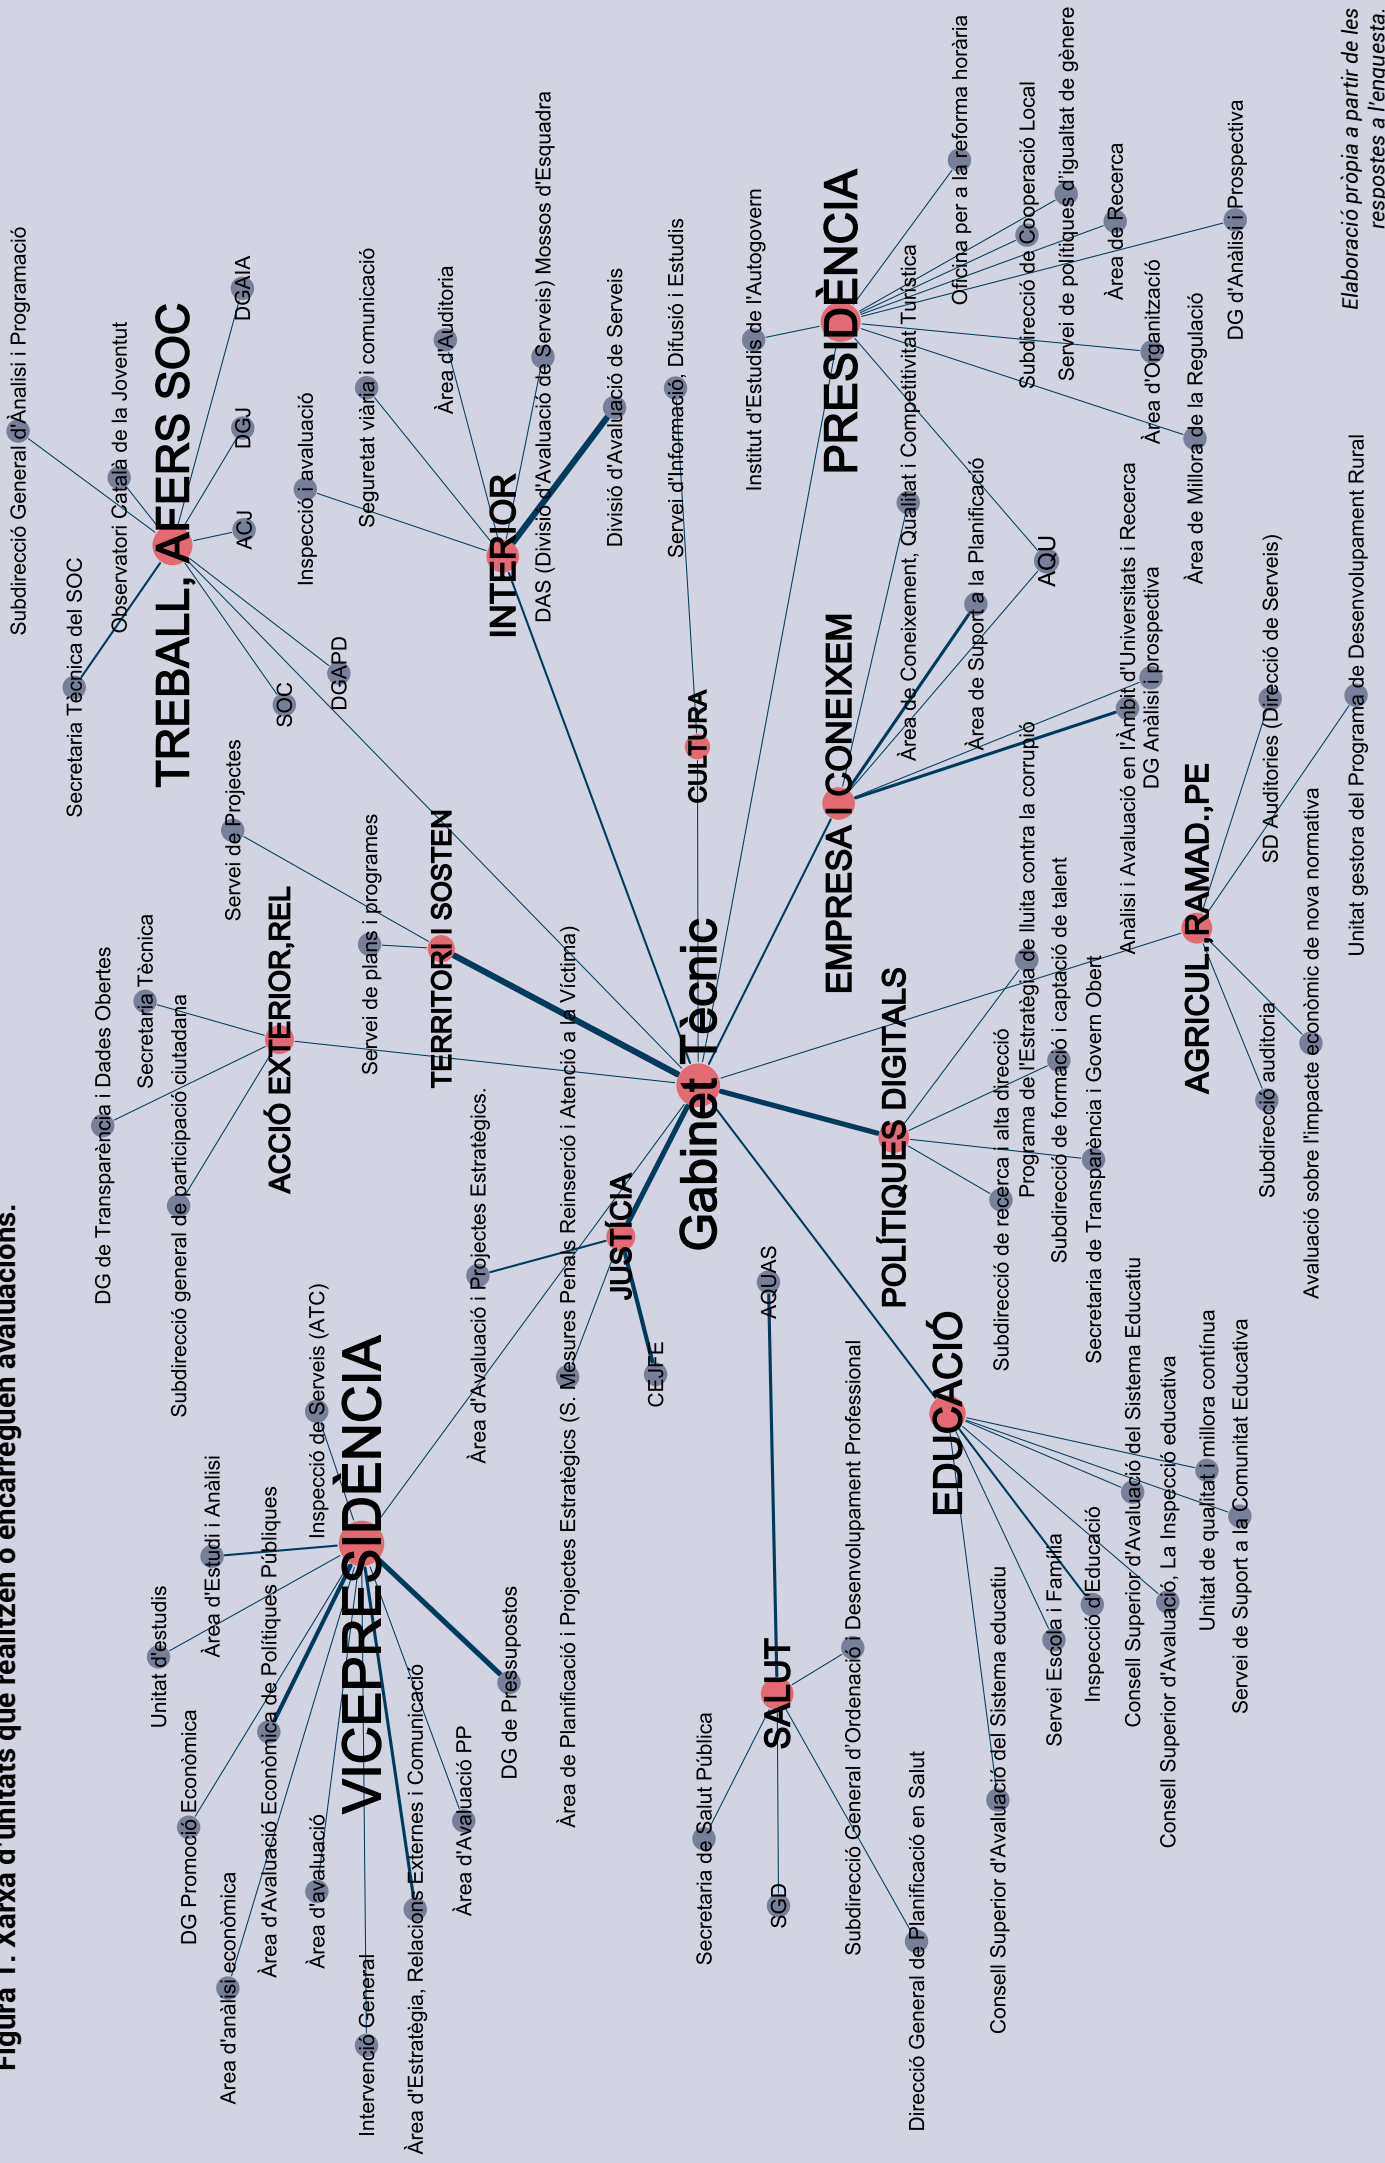 Figura 1. Xarxa d'unitats que realitzen o encarreguen avaluacions.
Subdirecció General d'Ànalisi i Programació
Secretaria Tècnica del SOC
Observatori Català de la Joventut
TREBALL, AFERS SOC
DGAIA
DGJ
ACJ
SOC
DGAPD
DG de Transparència i Dades Obertes
Secretaria Tècnica
Subdirecció general de participació ciutadana
ACCIÓ EXTERIOR,REL
Servei de Projectes
Servei de plans i programes
TERRITORI I SOSTEN
Inspecció i avaluació
Seguretat viària i comunicació
Àrea d'Auditoria
INTERIOR
DAS (Divisió d'Avaluació de Serveis) Mossos d'Esquadra
Divisió d'Avaluació de Serveis
Unitat d'estudis
Àrea d'Estudi i Anàlisi
DG Promoció Econòmica
Area d'anàlisi econòmica
Àrea d'Avaluació Econòmica de Polítiques Públiques
Inspecció de Serveis (ATC)
Àrea d'avaluació
VICEPRESIDÈNCIA
Intervenció General
Àrea d'Estratègia, Relacions Externes i Comunicació
Àrea d'Avaluació PP
DG de Pressupostos
Àrea d'Avaluació i Projectes Estratègics.
Àrea de Planificació i Projectes Estratègics (S. Mesures Penals Reinserció i Atenció a la Víctima)
JUSTÍCIA
CEJFE
Gabinet Tècnic
Servei d'Informació, Difusió i Estudis
CULTURA
Institut d'Estudis de l'Autogovern
PRESIDÈNCIA
Oficina per a la reforma horària
Subdirecció de Cooperació Local
Servei de polítiques d'igualtat de gènere
Àrea de Recerca
Àrea d'Organització
Àrea de Millora de la Regulació
DG d'Anàlisi i Prospectiva
EMPRESA I CONEIXEM
Àrea de Coneixement, Qualitat i Competitivitat Turística
Àrea de Suport a la Planificació
AQU
Anàlisi i Avaluació en l'Àmbit d'Universitats i Recerca
DG Anàlisi i prospectiva
AQUAS
Secretaria de Salut Pública
SALUT
SGD
Subdirecció General d'Ordenació i Desenvolupament Professional
Direcció General de Planificació en Salut
POLÍTIQUES DIGITALS
Subdirecció de recerca i alta direcció
Programa de l'Estratègia de lluita contra la corrupió
Subdirecció de formació i captació de talent
Secretaria de Transparència i Govern Obert
EDUCACIÓ
Consell Superior d'Avaluació del Sistema educatiu
Servei Escola i Família
Inspecció d'Educació
Consell Superior d'Avaluació del Sistema Educatiu
Consell Superior d'Avaluació, La Inspecció educativa
Unitat de qualitat i millora contínua
Servei de Suport a la Comunitat Educativa
AGRICUL.,RAMAD.,PE
SD Auditories (Direcció de Serveis)
Subdirecció auditoria
Avaluació sobre l'impacte econòmic de nova normativa
Unitat gestora del Programa de Desenvolupament Rural
Elaboració pròpia a partir de les
respostes a l'enquesta.